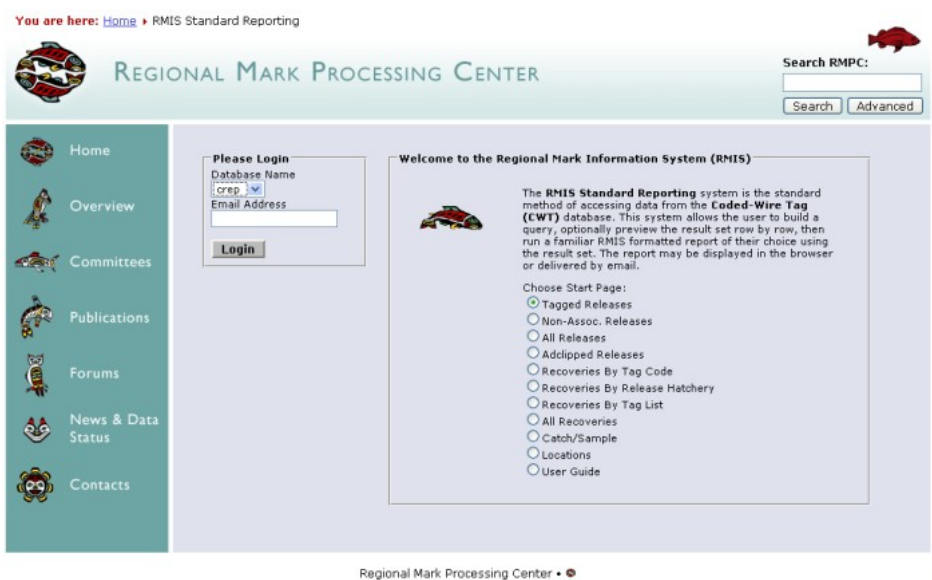 You are here: Home ▸ RMIS Standard Reporting
REGIONAL MARK PROCESSING CENTER
Search RMPC:
Search Advanced
Home
Overview
Committees
Publications
Forums
News & Data
Status
Contacts
Please Login
Database Name
crep
Email Address
Login
Welcome to the Regional Mark Information System (RMIS)
The RMIS Standard Reporting system is the standard
method of accessing data from the Coded-Wire Tag
(CWT) database. This system allows the user to build a
query, optionally preview the result set row by row, then
run a familiar RMIS formatted report of their choice using
the result set. The report may be displayed in the browser
or delivered by email.
Choose Start Page:
Tagged Releases
Non-Assoc. Releases
All Releases
Adclipped Releases
Recoveries By Tag Code
Recoveries By Release Hatchery
Recoveries By Tag List
All Recoveries
Catch/Sample
Locations
User Guide
Regional Mark Processing Center •